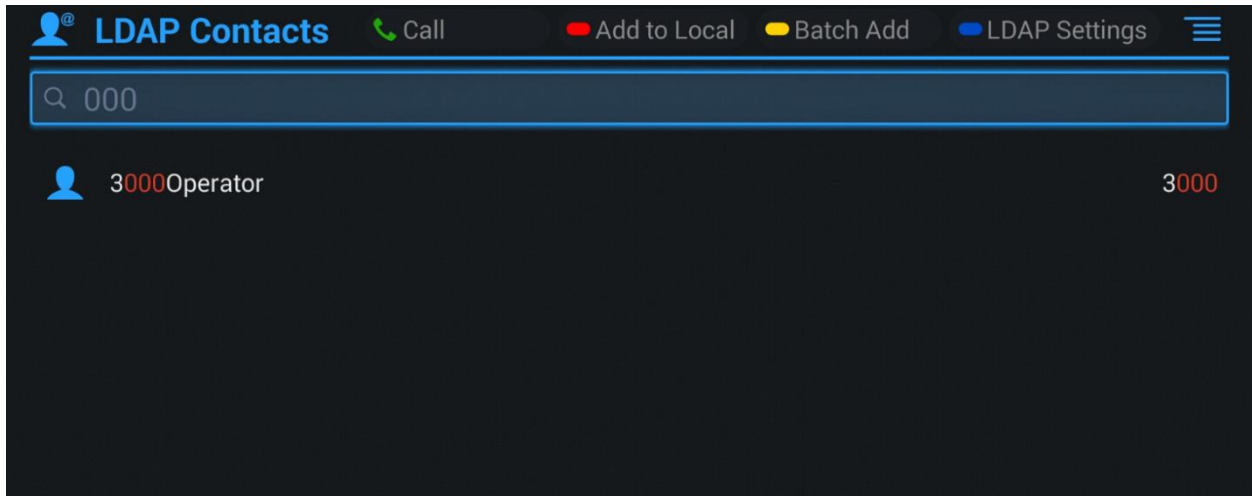 LDAP Contacts Call Add to Local Batch Add LDAP Settings
000
3000Operator 3000